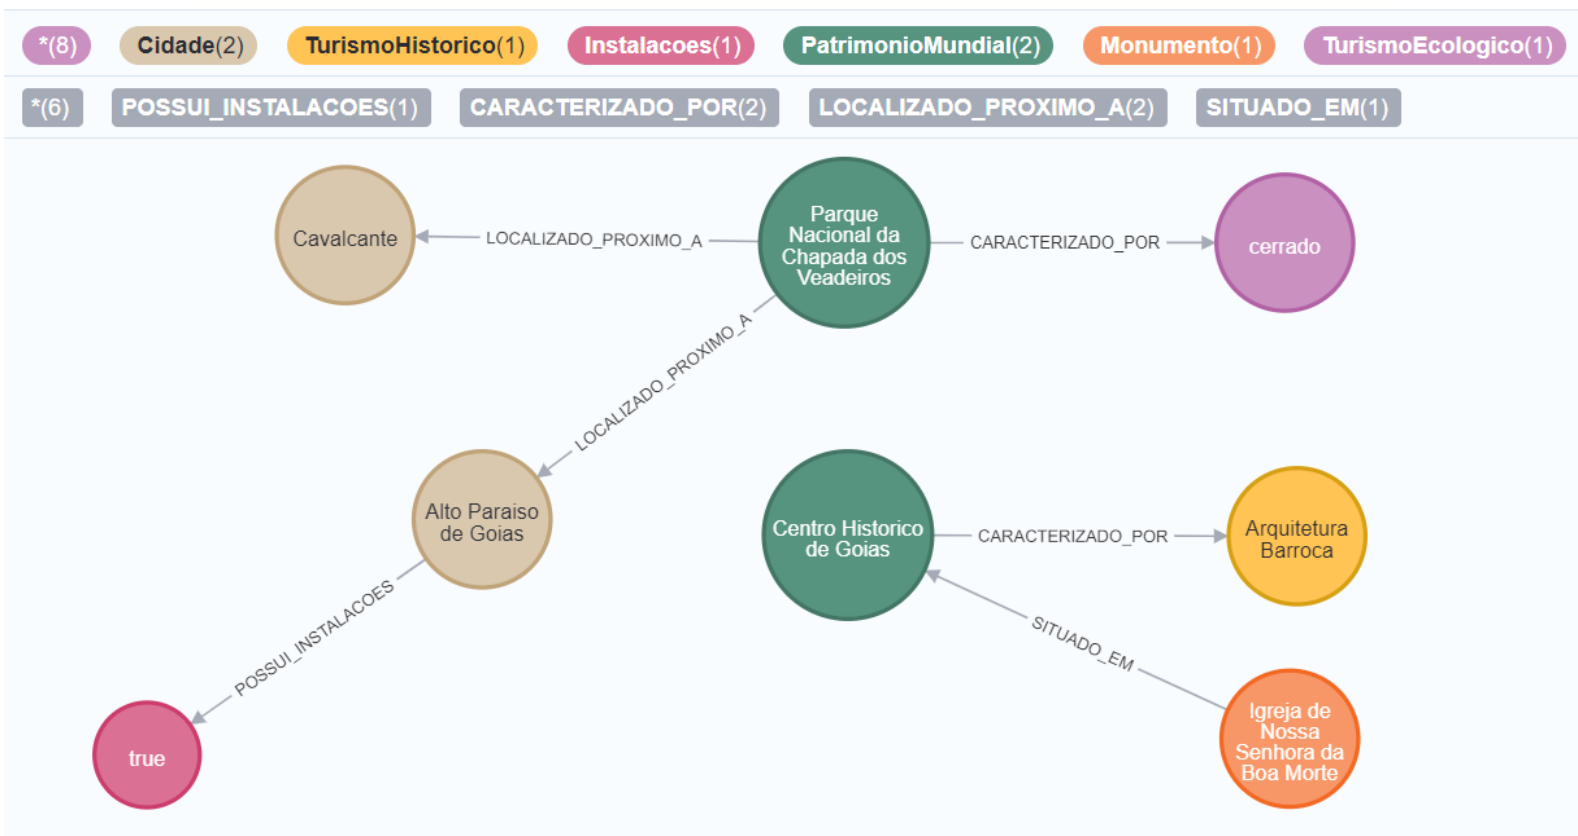 *(8) Cidade(2) TurismoHistorico(1) Instalacoes(1) PatrimonioMundial(2) Monumento(1) TurismoEcologico(1)
*(6) POSSUI_INSTALACOES(1) CARACTERIZADO_POR(2) LOCALIZADO_PROXIMO_A(2) SITUADO_EM(1)
Cavalcante
LOCALIZADO_PROXIMO_A
Parque
Nacional da
Chapada dos
Veadeiros
CARACTERIZADO_POR
cerrado
LOCALIZADO_PROXIMO_A
Alto Paraiso
de Goias
Centro Historico
de Goias
CARACTERIZADO_POR
Arquitetura
Barroca
POSSUI_INSTALACOES
SITUADO_EM
true
Igreja de
Nossa
Senhora da
Boa Morte